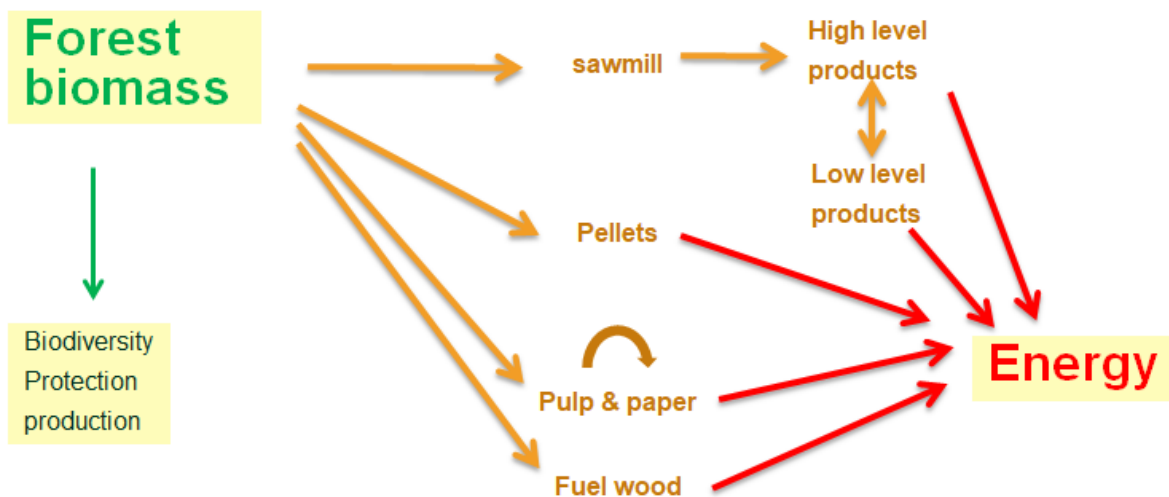 Forest
biomass
sawmill
High level
products
Low level
products
Pellets
Biodiversity
Protection
production
Pulp & paper
Energy
Fuel wood